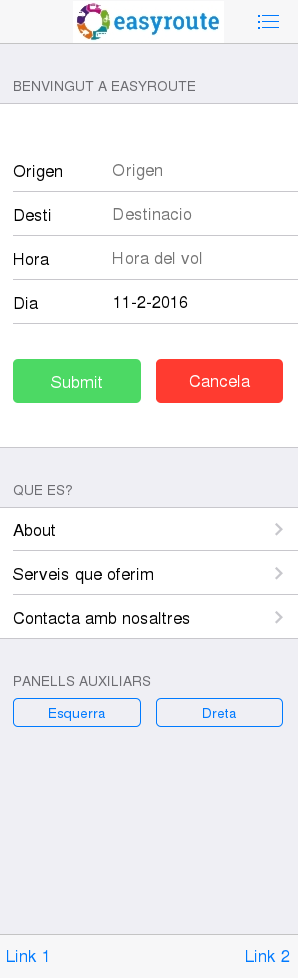 easyroute
BENVINGUT A EASYROUTE
Origen Origen
Desti Destinacio
Hora Hora del vol
Dia 11-2-2016
Submit Cancela
QUE ES?
About
Serveis que oferim
Contacta amb nosaltres
PANELLS AUXILIARS
Esquerra Dreta
Link 1 Link 2